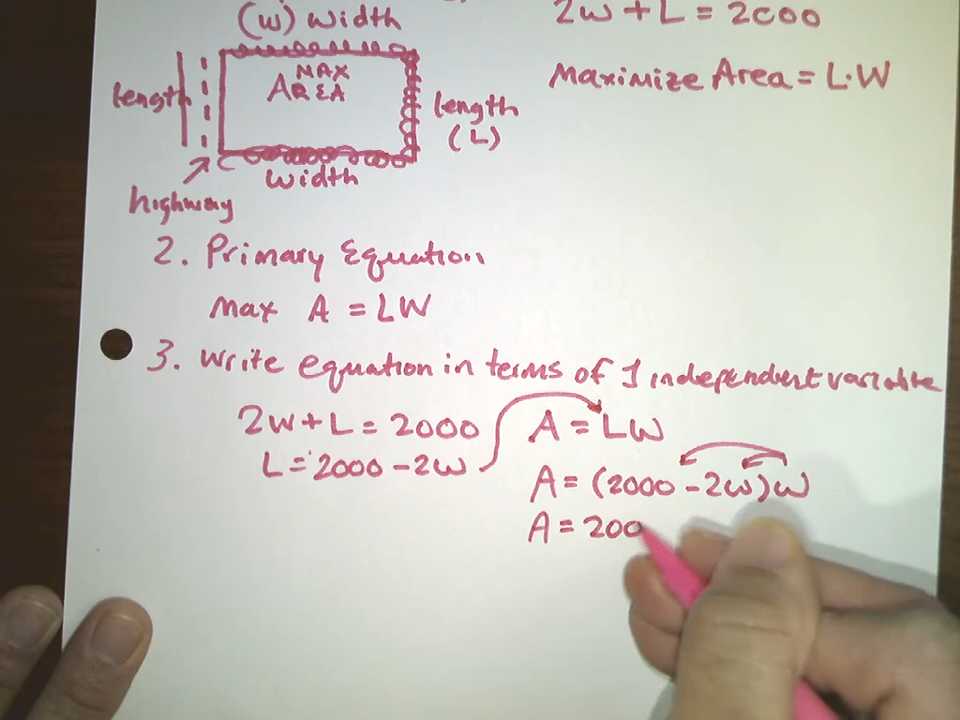 (W) Width
2W + L = 2000
Maximize Area = L·W
MAX
AREA
length
length
(L)
Width
highway
2. Primary Equation
Max A = LW
3. Write equation in terms of 1 independent variable
2W + L = 2000
A = LW
L = 2000 - 2W
A = (2000 - 2W)W
A = 200